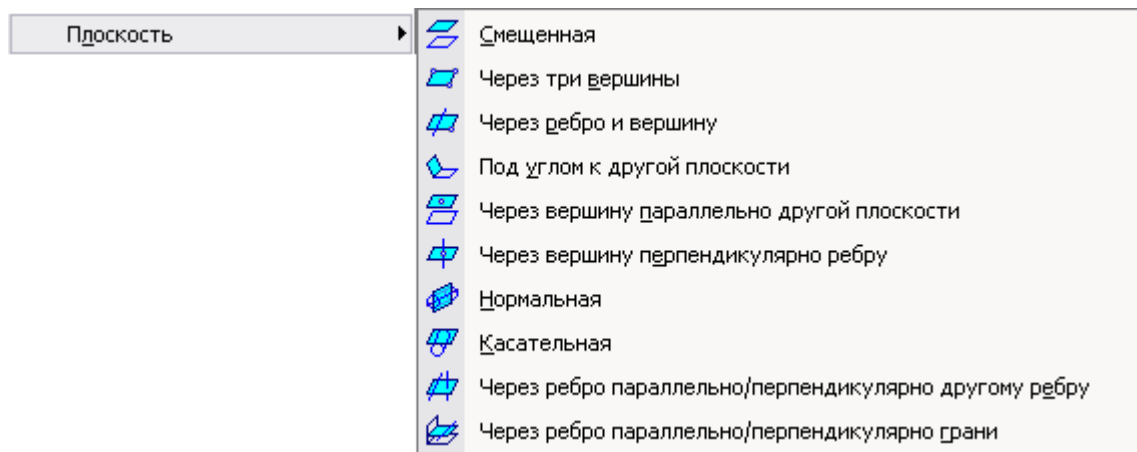 Плоскость
Смещенная
Через три вершины
Через ребро и вершину
Под углом к другой плоскости
Через вершину параллельно другой плоскости
Через вершину перпендикулярно ребру
Нормальная
Касательная
Через ребро параллельно/перпендикулярно другому ребру
Через ребро параллельно/перпендикулярно грани